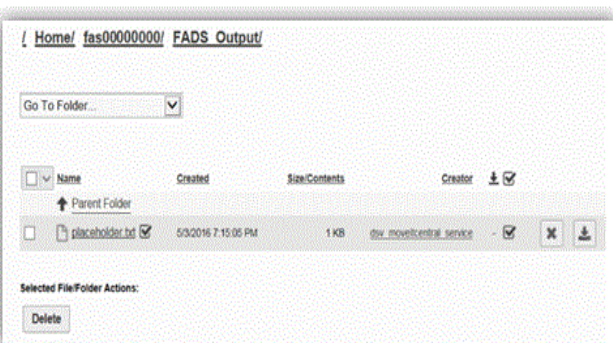 / Home/ fas00000000/ FADS_Output/
Go To Folder...
Name Created Size/Contents Creator
Parent Folder
placeholder.txt 5/3/2016 7:15:05 PM 1 KB dsv_moveitcentral_service -
Selected File/Folder Actions:
Delete